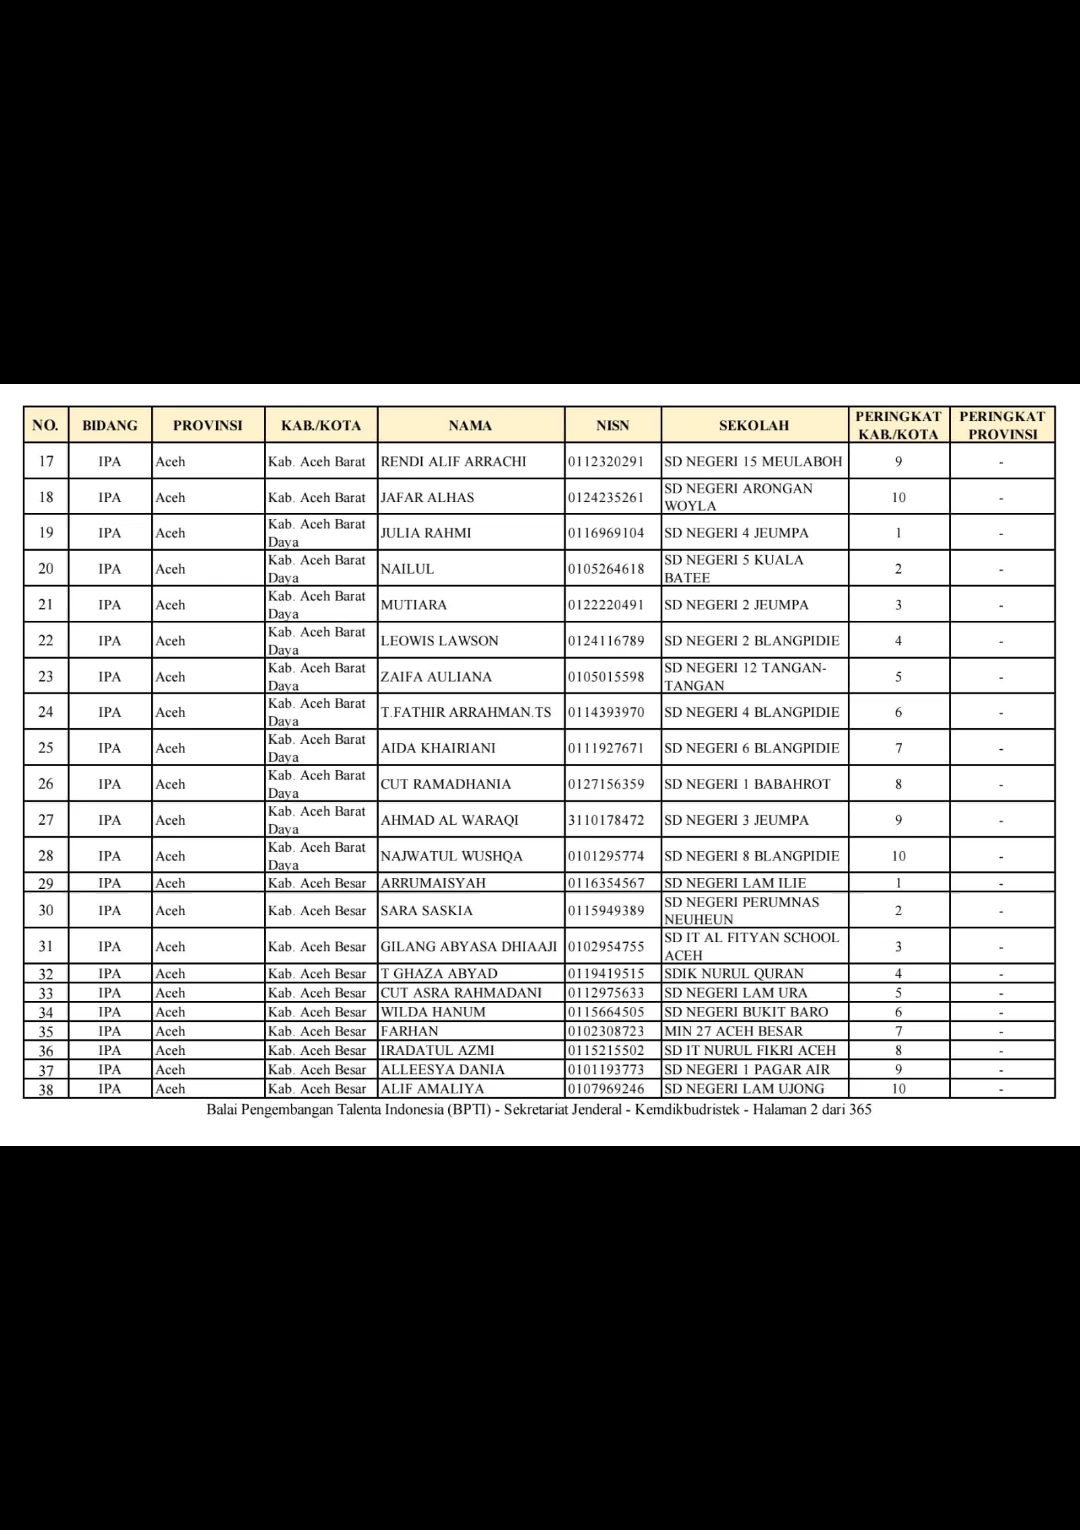 NO. BIDANG PROVINSI KAB./KOTA NAMA NISN SEKOLAH PERINGKAT KAB./KOTA PERINGKAT PROVINSI
17 IPA Aceh Kab. Aceh Barat RENDI ALIF ARRACHI 0112320291 SD NEGERI 15 MEULABOH 9 -
18 IPA Aceh Kab. Aceh Barat JAFAR ALHAS 0124235261 SD NEGERI ARONGAN WOYLA 10 -
19 IPA Aceh Kab. Aceh Barat Daya JULIA RAHMI 0116969104 SD NEGERI 4 JEUMPA 1 -
20 IPA Aceh Kab. Aceh Barat Daya NAILUL 0105264618 SD NEGERI 5 KUALA BATEE 2 -
21 IPA Aceh Kab. Aceh Barat Daya MUTIARA 0122220491 SD NEGERI 2 JEUMPA 3 -
22 IPA Aceh Kab. Aceh Barat Daya LEOWIS LAWSON 0124116789 SD NEGERI 2 BLANGPIDIE 4 -
23 IPA Aceh Kab. Aceh Barat Daya ZAIFA AULIANA 0105015598 SD NEGERI 12 TANGAN-TANGAN 5 -
24 IPA Aceh Kab. Aceh Barat Daya T.FATHIR ARRAHMAN.TS 0114393970 SD NEGERI 4 BLANGPIDIE 6 -
25 IPA Aceh Kab. Aceh Barat Daya AIDA KHAIRIANI 0111927671 SD NEGERI 6 BLANGPIDIE 7 -
26 IPA Aceh Kab. Aceh Barat Daya CUT RAMADHANIA 0127156359 SD NEGERI 1 BABAHROT 8 -
27 IPA Aceh Kab. Aceh Barat Daya AHMAD AL WARAQI 3110178472 SD NEGERI 3 JEUMPA 9 -
28 IPA Aceh Kab. Aceh Barat Daya NAJWATUL WUSHQA 0101295774 SD NEGERI 8 BLANGPIDIE 10 -
29 IPA Aceh Kab. Aceh Besar ARRUMAISYAH 0116354567 SD NEGERI LAM ILIE 1 -
30 IPA Aceh Kab. Aceh Besar SARA SASKIA 0115949389 SD NEGERI PERUMNAS NEUHEUN 2 -
31 IPA Aceh Kab. Aceh Besar GILANG ABYASA DHIAAJI 0102954755 SD IT AL FITYAN SCHOOL ACEH 3 -
32 IPA Aceh Kab. Aceh Besar T GHAZA ABYAD 0119419515 SDIK NURUL QURAN 4 -
33 IPA Aceh Kab. Aceh Besar CUT ASRA RAHMADANI 0112975633 SD NEGERI LAM URA 5 -
34 IPA Aceh Kab. Aceh Besar WILDA HANUM 0115664505 SD NEGERI BUKIT BARO 6 -
35 IPA Aceh Kab. Aceh Besar FARHAN 0102308723 MIN 27 ACEH BESAR 7 -
36 IPA Aceh Kab. Aceh Besar IRADATUL AZMI 0115215502 SD IT NURUL FIKRI ACEH 8 -
37 IPA Aceh Kab. Aceh Besar ALLEESYA DANIA 0101193773 SD NEGERI 1 PAGAR AIR 9 -
38 IPA Aceh Kab. Aceh Besar ALIF AMALIYA 0107969246 SD NEGERI LAM UJONG 10 -
Balai Pengembangan Talenta Indonesia (BPTI) - Sekretariat Jenderal - Kemdikbudristek - Halaman 2 dari 365